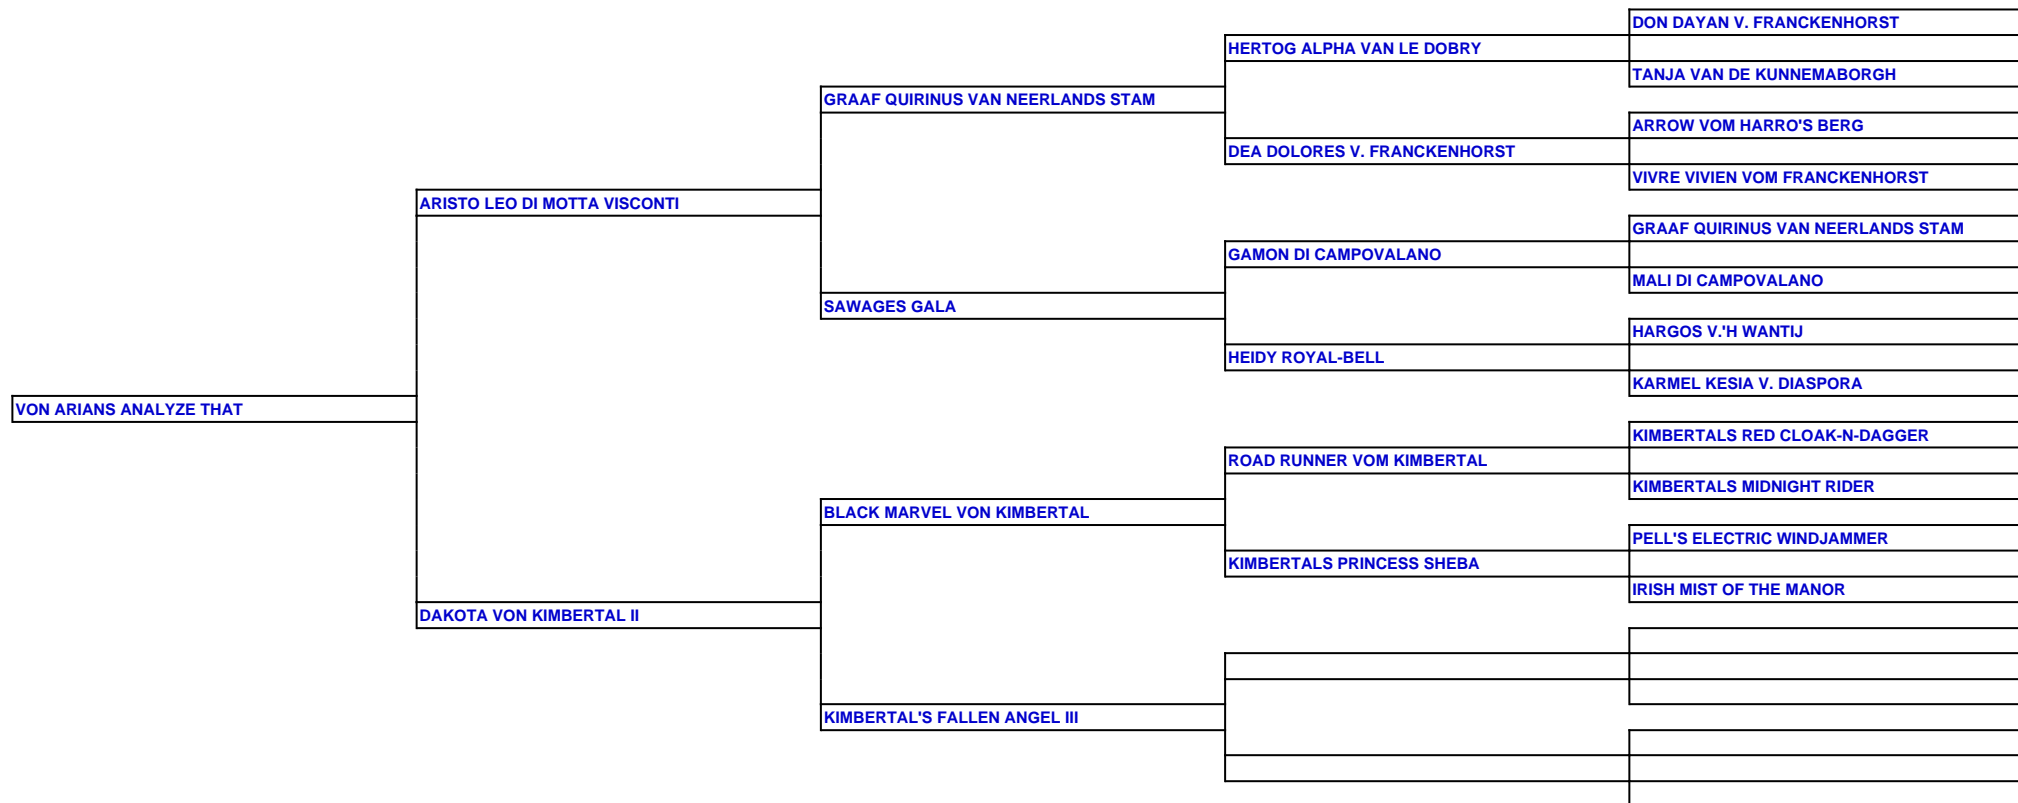 DON DAYAN V. FRANCKENHORST
HERTOG ALPHA VAN LE DOBRY
TANJA VAN DE KUNNEMABORGH
GRAAF QUIRINUS VAN NEERLANDS STAM
ARROW VOM HARRO'S BERG
DEA DOLORES V. FRANCKENHORST
VIVRE VIVIEN VOM FRANCKENHORST
ARISTO LEO DI MOTTA VISCONTI
GRAAF QUIRINUS VAN NEERLANDS STAM
GAMON DI CAMPOVALANO
MALI DI CAMPOVALANO
SAWAGES GALA
HARGOS V.'H WANTIJ
HEIDY ROYAL-BELL
KARMEL KESIA V. DIASPORA
VON ARIANS ANALYZE THAT
KIMBERTALS RED CLOAK-N-DAGGER
ROAD RUNNER VOM KIMBERTAL
KIMBERTALS MIDNIGHT RIDER
BLACK MARVEL VON KIMBERTAL
PELL'S ELECTRIC WINDJAMMER
KIMBERTALS PRINCESS SHEBA
IRISH MIST OF THE MANOR
DAKOTA VON KIMBERTAL II
KIMBERTAL'S FALLEN ANGEL III